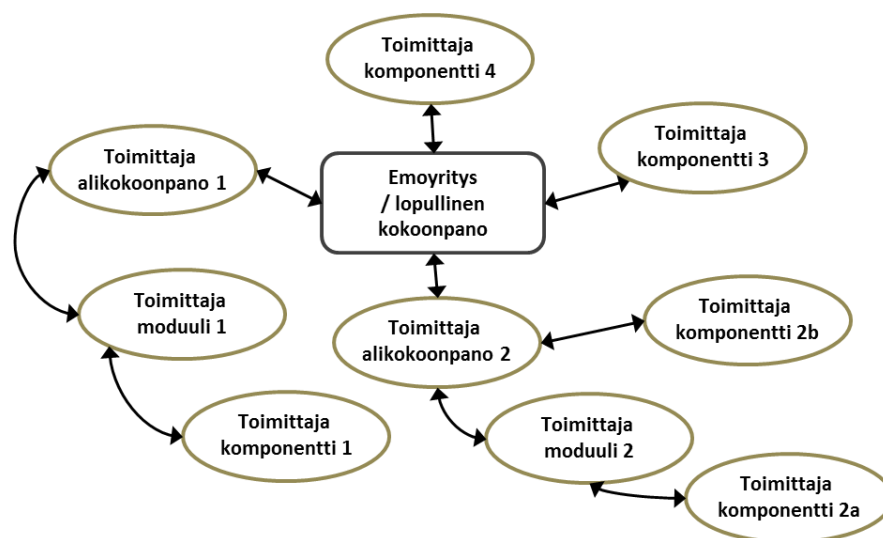 Toimittaja
komponentti 4
Toimittaja
komponentti 3
Toimittaja
alikokoonpano 1
Emoyritys
/ lopullinen
kokoonpano
Toimittaja
moduuli 1
Toimittaja
alikokoonpano 2
Toimittaja
komponentti 2b
Toimittaja
komponentti 1
Toimittaja
moduuli 2
Toimittaja
komponentti 2a